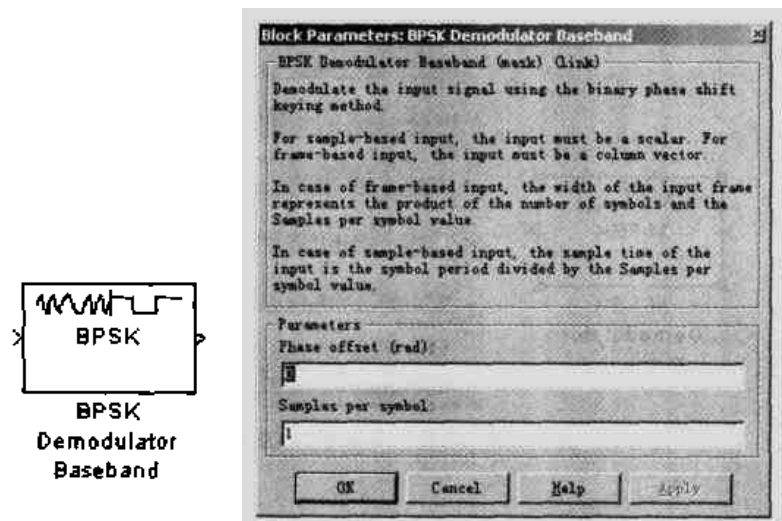 BPSK
BPSK
Demodulator
Baseband
Block Parameters: BPSK Demodulator Baseband
BPSK Demodulator Baseband (mask) (link)
Demodulate the input signal using the binary phase shift
keying method.
For sample-based input, the input must be a scalar. For
frame-based input, the input must be a column vector.
In case of frame-based input, the width of the input frame
represents the product of the number of symbols and the
Samples per symbol value.
In case of sample-based input, the sample time of the
input is the symbol period divided by the Samples per
symbol value.
Parameters
Phase offset (rad):
Samples per symbol:
1
OK Cancel Help Apply